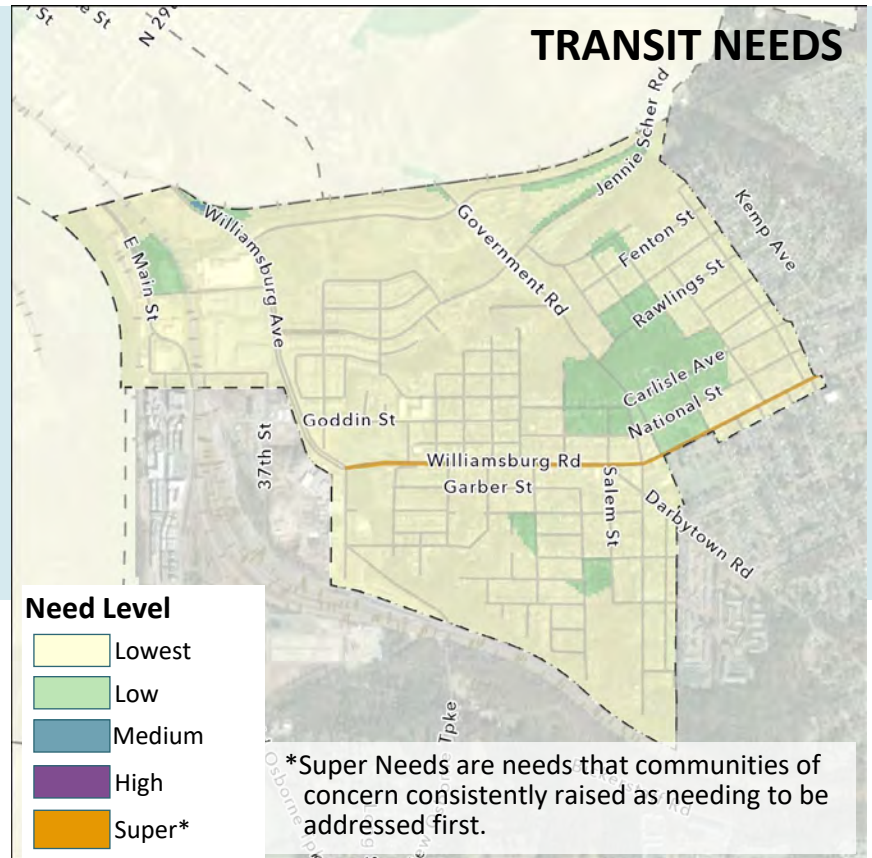 TRANSIT NEEDS
Jennie Scher Rd
Kemp Ave
Williamsburg Ave
Government Rd
Fenton St
E Main St
Rawlings St
Carlisle Ave
National St
Goddin St
37th St
Williamsburg Rd
Garber St
Salem St
Darbytown Rd
Need Level
Lowest
Low
Medium
High
Super*
*Super Needs are needs that communities of
concern consistently raised as needing to be
addressed first.